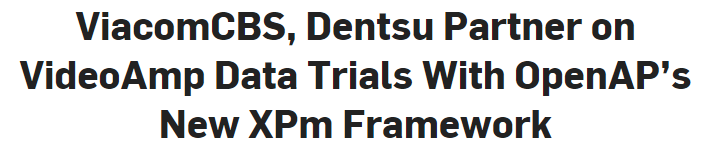 ViacomCBS, Dentsu Partner on
VideoAmp Data Trials With OpenAP’s
New XPm Framework